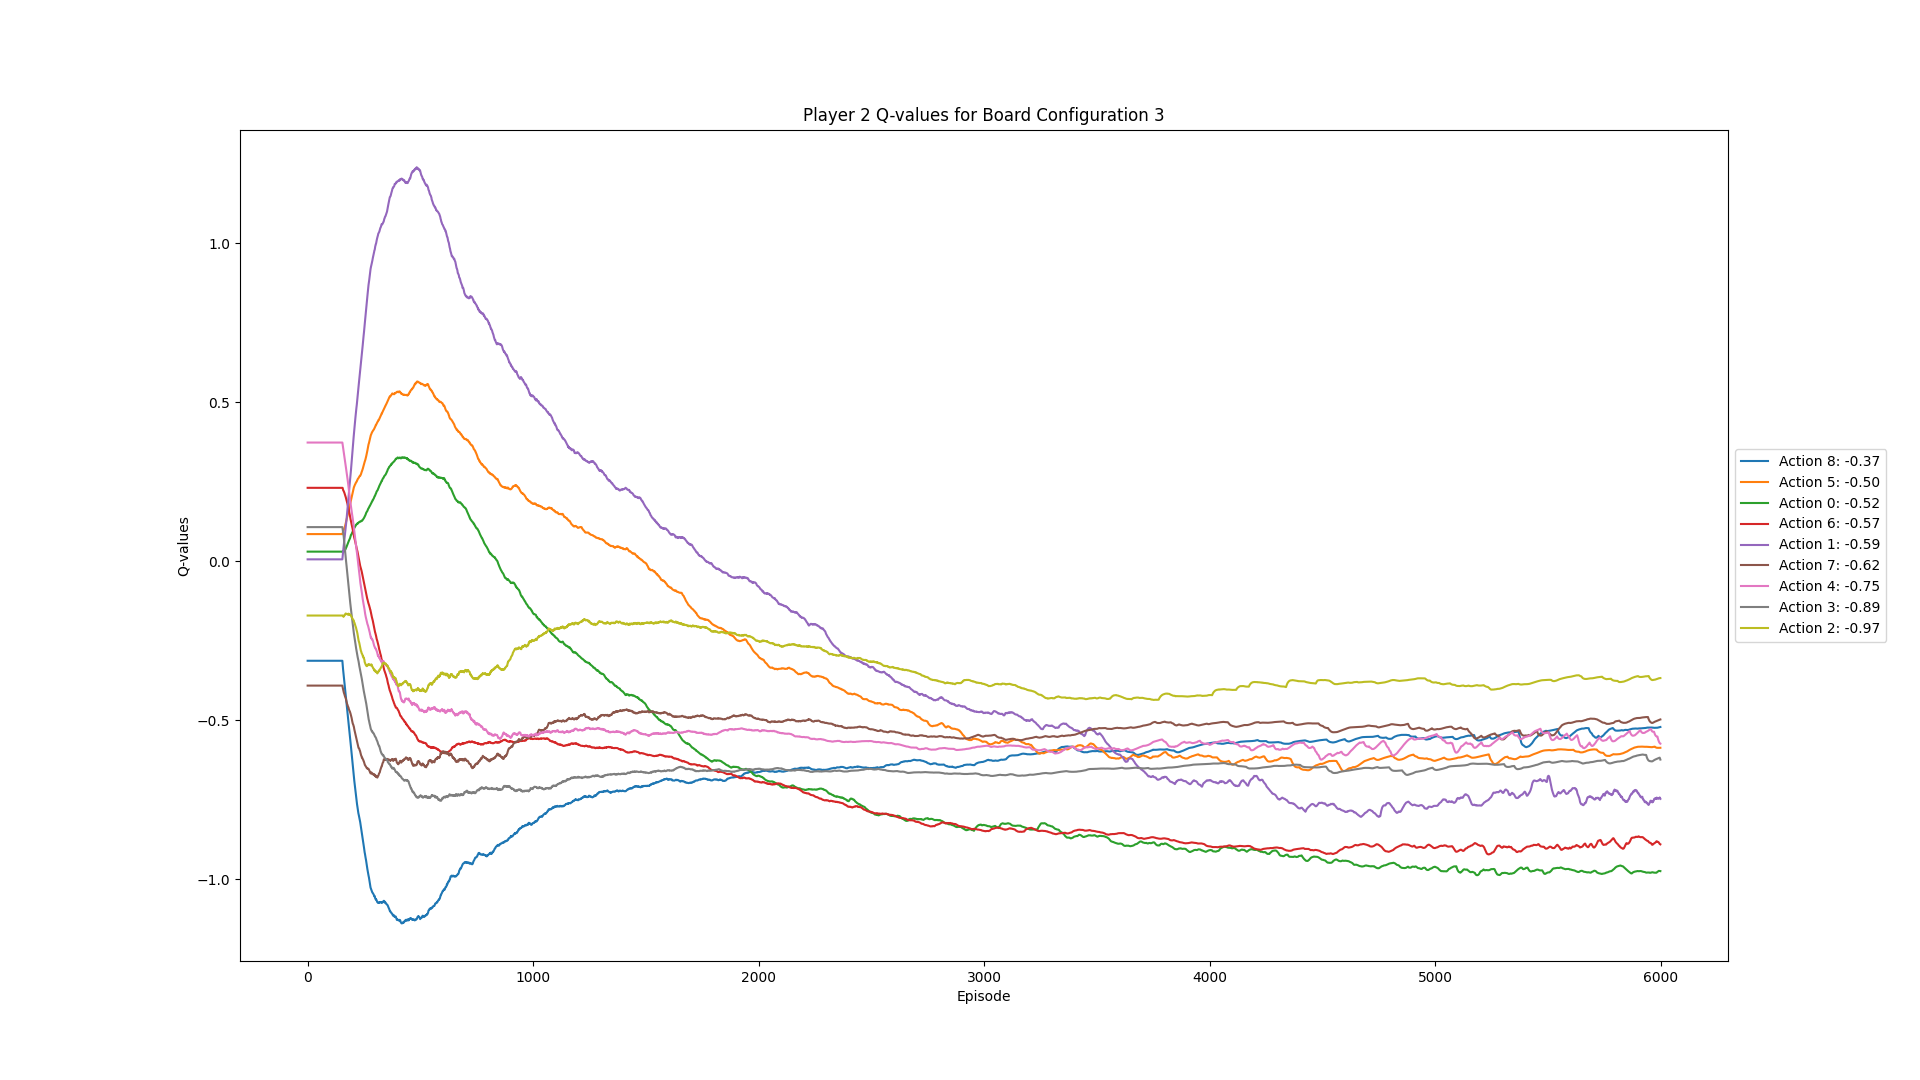 Player 2 Q-values for Board Configuration 3
Q-values
1.0
0.5
0.0
−0.5
−1.0
0
1000
2000
3000
4000
5000
6000
Episode
Action 8: -0.37
Action 5: -0.50
Action 0: -0.52
Action 6: -0.57
Action 1: -0.59
Action 7: -0.62
Action 4: -0.75
Action 3: -0.89
Action 2: -0.97